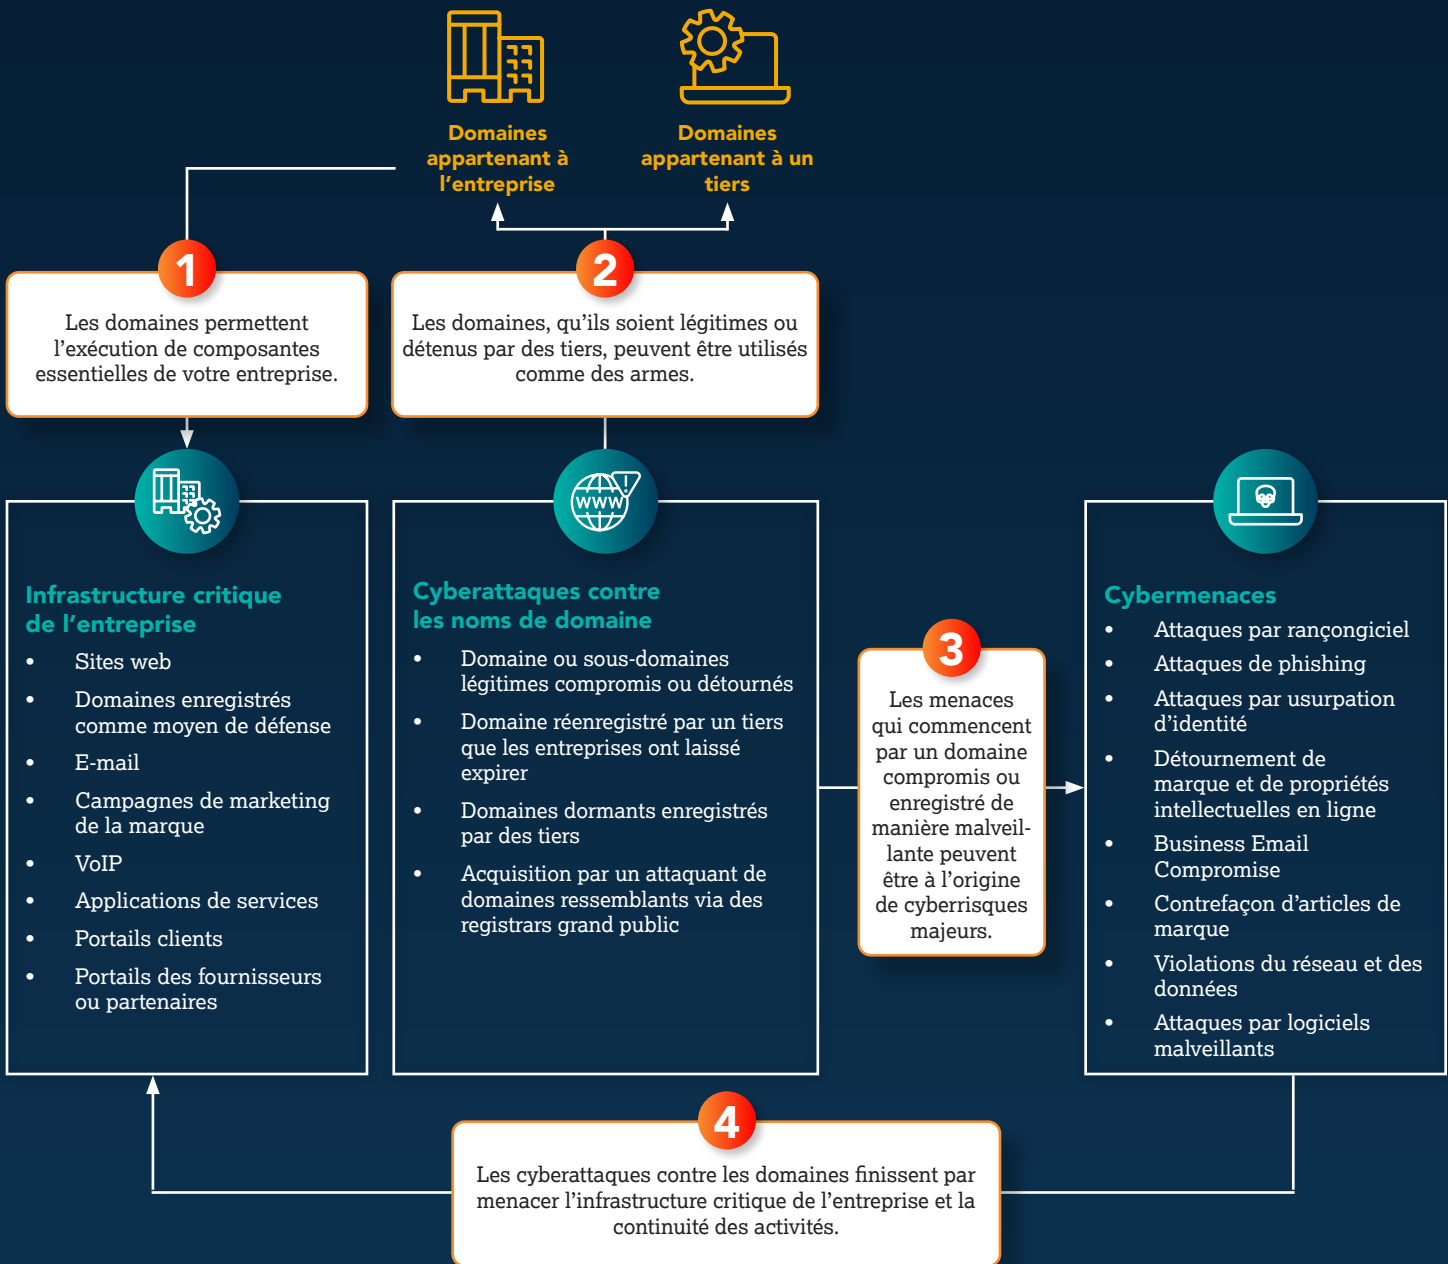 Domaines
appartenant à
l'entreprise
Domaines
appartenant à un
tiers
1
Les domaines permettent
l'exécution de composantes
essentielles de votre entreprise.
2
Les domaines, qu'ils soient légitimes ou
détenus par des tiers, peuvent être utilisés
comme des armes.
Infrastructure critique
de l'entreprise
• Sites web
• Domaines enregistrés
comme moyen de défense
• E-mail
• Campagnes de marketing
de la marque
• VoIP
• Applications de services
• Portails clients
• Portails des fournisseurs
ou partenaires
WWW
Cyberattaques contre
les noms de domaine
• Domaine ou sous-domaines
légitimes compromis ou détournés
• Domaine réenregistré par un tiers
que les entreprises ont laissé
expirer
• Domaines dormants enregistrés
par des tiers
• Acquisition par un attaquant de
domaines ressemblants via des
registrars grand public
3
Les menaces
qui commencent
par un domaine
compromis ou
enregistré de
manière malveil-
lante peuvent
être à l'origine
de cyberrisques
majeurs.
Cybermenaces
• Attaques par rançongiciel
• Attaques de phishing
• Attaques par usurpation
d'identité
• Détournement de
marque et de propriétés
intellectuelles en ligne
• Business Email
Compromise
• Contrefaçon d'articles de
marque
• Violations du réseau et des
données
• Attaques par logiciels
malveillants
4
Les cyberattaques contre les domaines finissent par
menacer l'infrastructure critique de l'entreprise et la
continuité des activités.